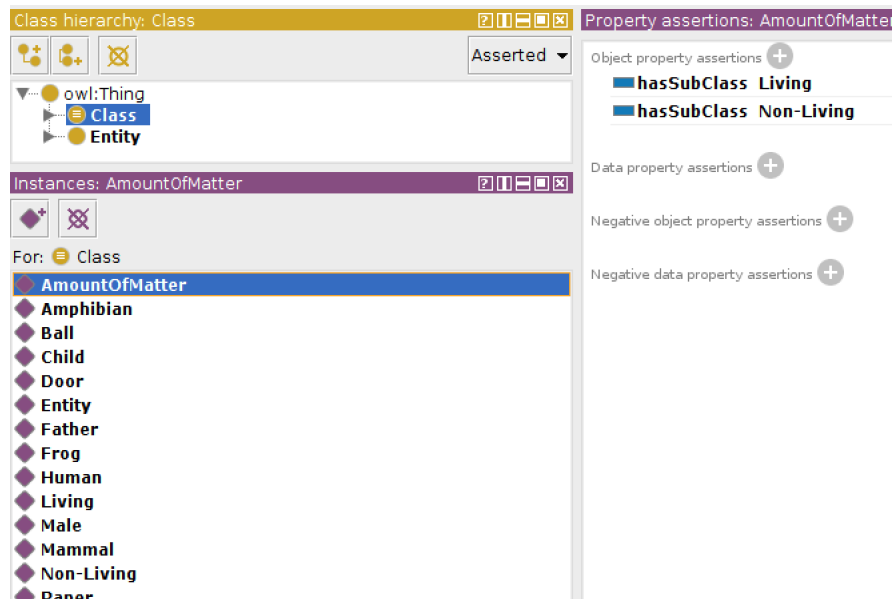 Class hierarchy: Class
Asserted
owl:Thing
Class
Entity
Instances: AmountOfMatter
For: Class
AmountOfMatter
Amphibian
Ball
Child
Door
Entity
Father
Frog
Human
Living
Male
Mammal
Non-Living
Paper
Property assertions: AmountOfMatter
Object property assertions
hasSubClass Living
hasSubClass Non-Living
Data property assertions
Negative object property assertions
Negative data property assertions